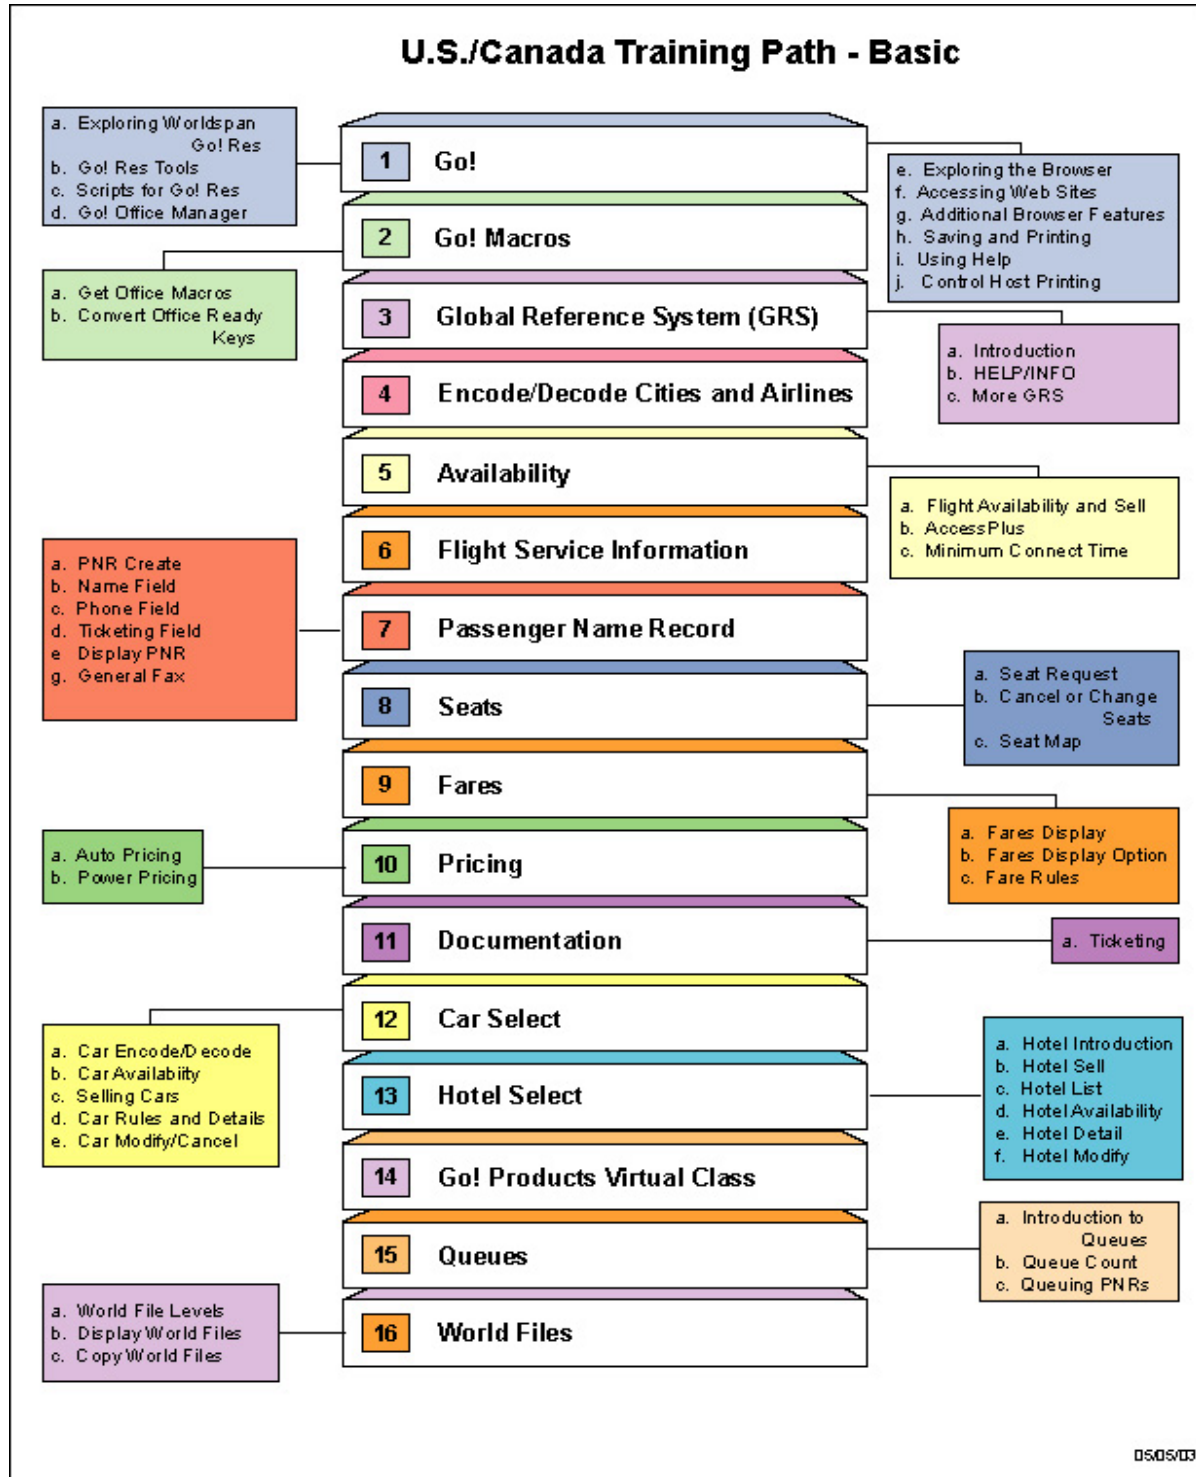 U.S./Canada Training Path - Basic
a. Exploring Worldspan
Go! Res
b. Go! Res Tools
c. Scripts for Go! Res
d. Go! Office Manager
1 Go!
e. Exploring the Browser
f. Accessing Web Sites
g. Additional Browser Features
h. Saving and Printing
i. Using Help
j. Control Host Printing
2 Go! Macros
a. Get Office Macros
b. Convert Office Ready
Keys
3 Global Reference System (GRS)
a. Introduction
b. HELP/INFO
c. More GRS
4 Encode/Decode Cities and Airlines
5 Availability
a. Flight Availability and Sell
b. AccessPlus
c. Minimum Connect Time
6 Flight Service Information
a. PNR Create
b. Name Field
c. Phone Field
d. Ticketing Field
e Display PNR
g. General Fax
7 Passenger Name Record
8 Seats
a. Seat Request
b. Cancel or Change
Seats
c. Seat Map
9 Fares
a. Fares Display
b. Fares Display Option
c. Fare Rules
a. Auto Pricing
b. Power Pricing
10 Pricing
11 Documentation
a. Ticketing
12 Car Select
a. Car Encode/Decode
b. Car Availabiity
c. Selling Cars
d. Car Rules and Details
e. Car Modify/Cancel
13 Hotel Select
a. Hotel Introduction
b. Hotel Sell
c. Hotel List
d. Hotel Availability
e. Hotel Detail
f. Hotel Modify
14 Go! Products Virtual Class
15 Queues
a. Introduction to
Queues
b. Queue Count
c. Queuing PNRs
a. World File Levels
b. Display World Files
c. Copy World Files
16 World Files
05/05/03